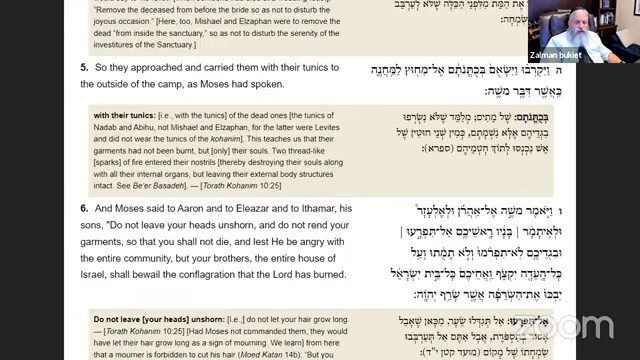 "Remove the deceased from before the bride so as not to disturb the
joyous occasion." [Here, too, Mishael and Elzaphan were to remove the
dead "from inside the sanctuary," so as not to disturb the serenity of
the investitures of the Sanctuary.]
שִׂמְחָה:
Zalman bukiet
5. So they approached and carried them with their tunics to
the outside of the camp, as Moses had spoken.
ה וַיִּקְרְבוּ וַיִּשָּׂאֻם בְּכֻתֳּנֹתָם אֶל־מִחוּץ לַמַּחֲנֶה
כַּאֲשֶׁר דִּבֶּר משֶׁה:
with their tunics: [i.e., with the tunics] of the dead ones [the tunics of
Nadab and Abihu, not Mishael and Elzaphan, for the latter were Levites
and did not wear the tunics of the kohanim]. This teaches us that their
garments had not been burnt, but [only] their souls. Two thread-like
[sparks] of fire entered their nostrils [thereby destroying their souls along
with all their internal organs, but leaving their external body structures
intact. See Be'er Basadeh]. — [Torath Kohanim 10:25]
בְּכֻתֳּנֹתָם: שֶׁל מֵתִים; מְלַמֵּד שֶׁלֹּא נִשְׂרְפוּ
בִגְדֵיהֶם אֶלָּא נִשְׁמָתָם, כְּמִין שְׁנֵי חוּטִין שֶׁל
אֵשׁ נִכְנְסוּ לְתוֹךְ חָטְמֵיהֶם (ספרא):
6. And Moses said to Aaron and to Eleazar and to Ithamar, his
sons, "Do not leave your heads unshorn, and do not rend your
garments, so that you shall not die, and lest He be angry with
the entire community, but your brothers, the entire house of
Israel, shall bewail the conflagration that the Lord has burned.
ו וַיֹּאמֶר משֶׁה אֶל־אַהֲרֹן וּלְאֶלְעָזָר
וּלְאִיתָמָר | בָּנָיו רָאשֵׁיכֶם אַל־תִּפְרָעוּ |
וּבִגְדֵיכֶם לֹא־תִפְרֹמוּ וְלֹא תָמֻתוּ וְעַל
כָּל־הָעֵדָה יִקְצֹף וַאֲחֵיכֶם כָּל־בֵּית יִשְׂרָאֵל
יִבְכּוּ אֶת־הַשְּׂרֵפָה אֲשֶׁר שָׂרַף יְהֹוָה:
Do not leave [your heads] unshorn: [i.e.,] do not let your hair grow long.
— [Torath Kohanim 10:25] [Had Moses not commanded them, they would
have let their hair grow long as a sign of mourning. We learn] from here
that a mourner is forbidden to cut his hair (Moed Katan 14b). "But you
אַל־תִּפְרָעוּ: אַל תְּגַדְּלוּ שֵׂעָר, מִכָּאן שֶׁאָבֵל
אָסוּר בְּתִסְפֹּרֶת, אֲבָל אַתֶּם אַל תְּעַרְבְּבוּ
שִׂמְחָתוֹ שֶׁל מָקוֹם (מועד קטן י"ד):
zoom